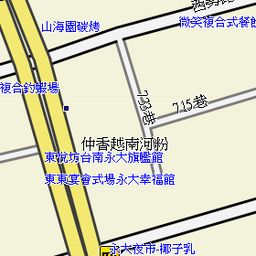 山海園碳烤
微笑複合式餐飲
複合釣蝦場
733巷
715巷
仲香越南河粉
東悅坊台南永大旗艦館
東東宴會式場永大幸福館
永大夜市-椰子乳